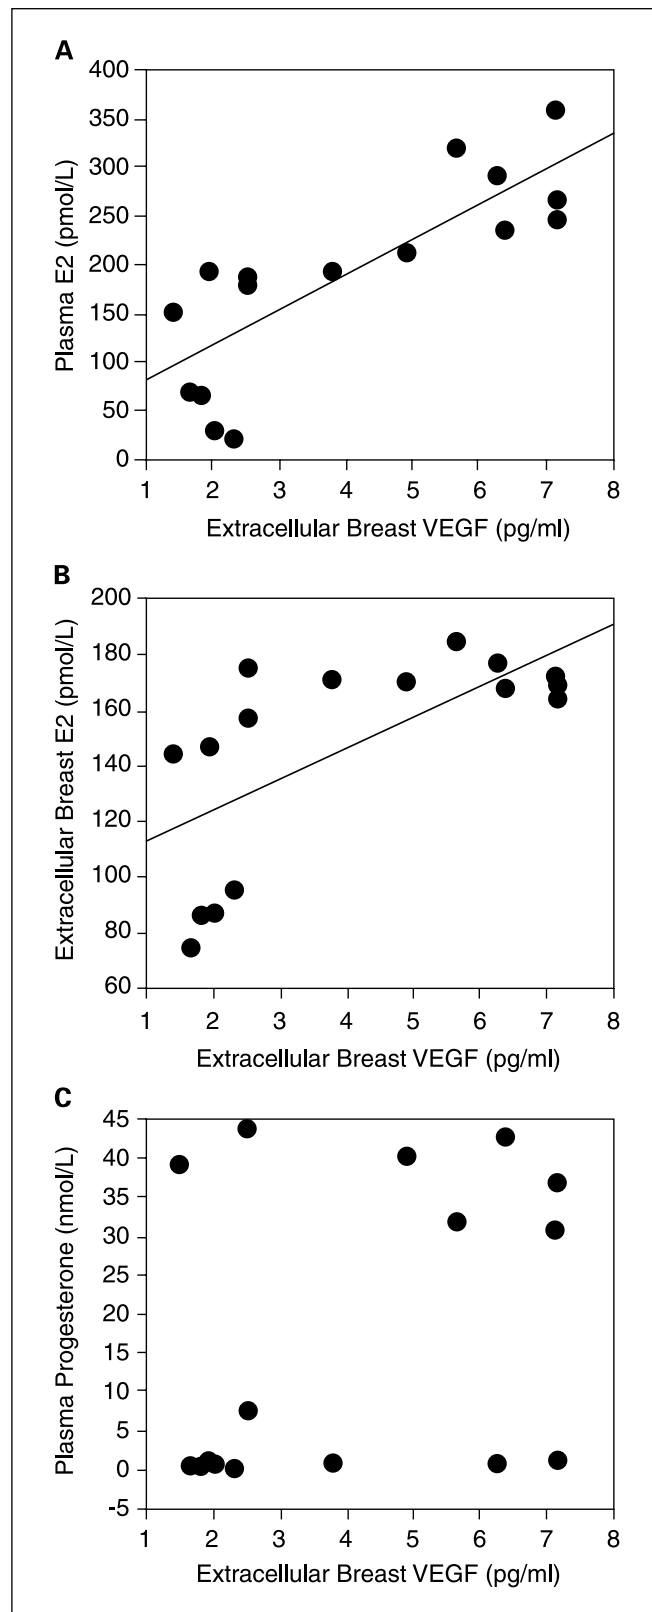 A
400
350
300
250
200
150
100
50
0
Plasma E2 (pmol/L)
1 2 3 4 5 6 7 8
Extracellular Breast VEGF (pg/ml)
B
200
180
160
140
120
100
80
60
Extracellular Breast E2 (pmol/L)
1 2 3 4 5 6 7 8
Extracellular Breast VEGF (pg/ml)
C
45
40
35
30
25
20
15
10
5
0
-5
Plasma Progesterone (nmol/L)
1 2 3 4 5 6 7 8
Extracellular Breast VEGF (pg/ml)